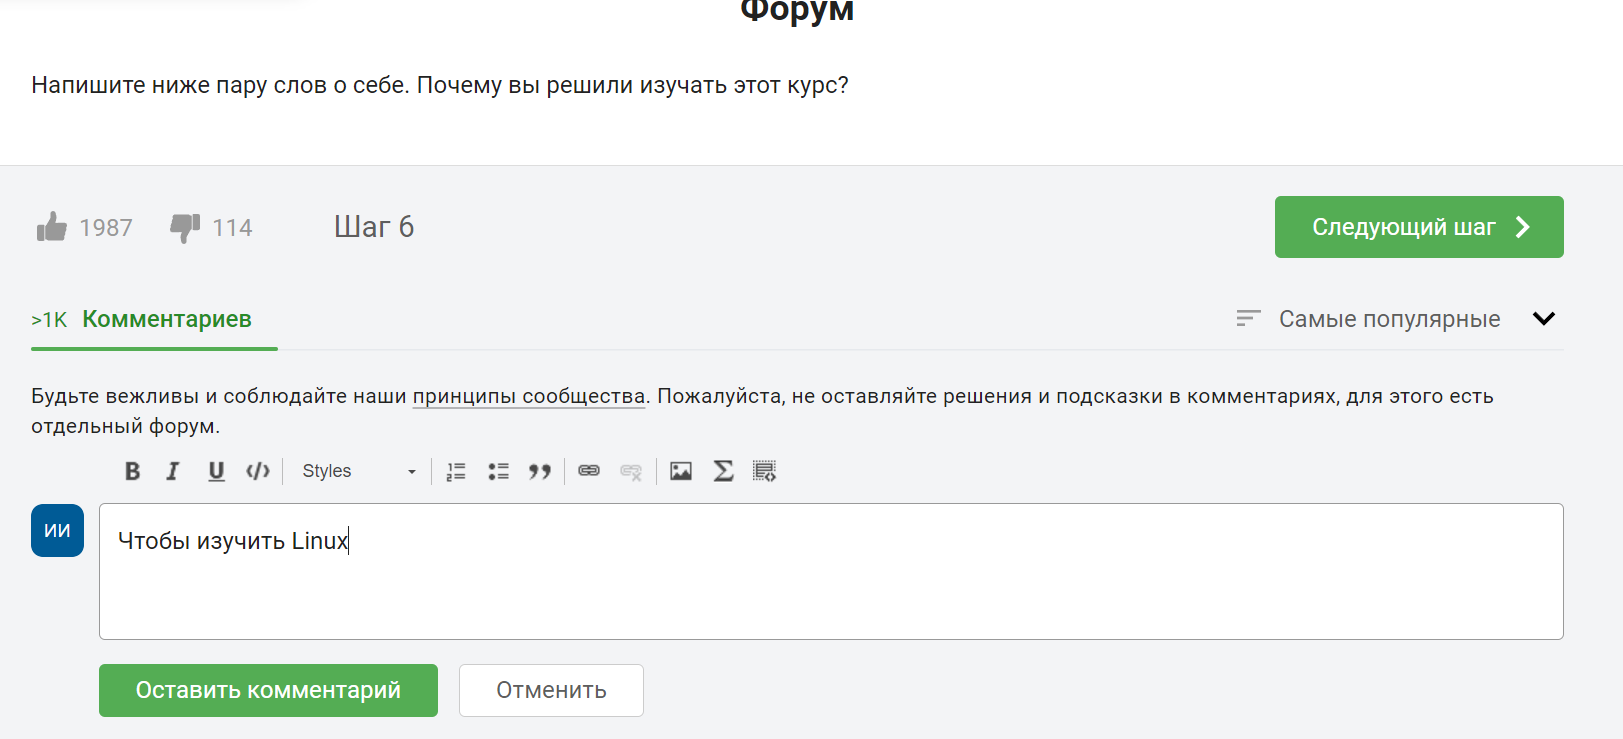 Форум
Напишите ниже пару слов о себе. Почему вы решили изучать этот курс?
1987 114 Шаг 6 Следующий шаг
>1K Комментариев Самые популярные
Будьте вежливы и соблюдайте наши принципы сообщества. Пожалуйста, не оставляйте решения и подсказки в комментариях, для этого есть
отдельный форум.
B I U </> Styles
ИИ Чтобы изучить Linux
Оставить комментарий Отменить